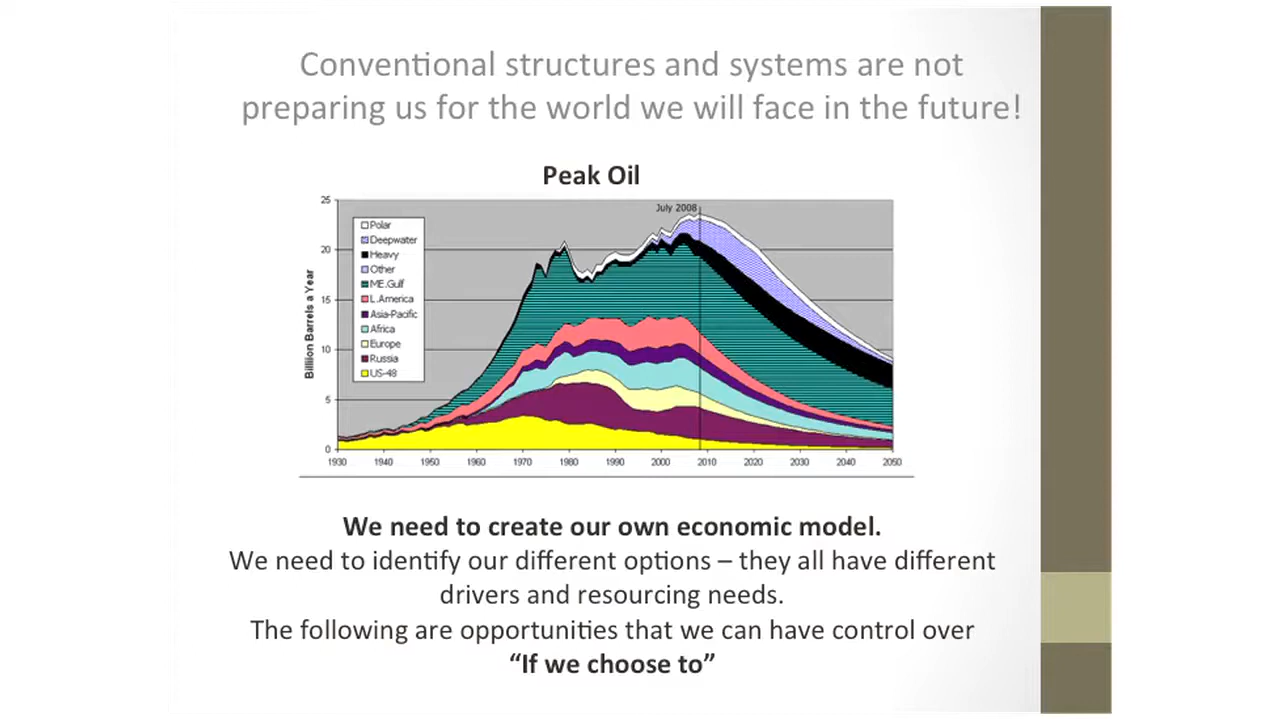 Conventional structures and systems are not
preparing us for the world we will face in the future!
Peak Oil
July 2008
25
20
15
10
5
0
Billion Barrels a Year
Polar
Deepwater
Heavy
Other
M.E.Gulf
L.America
Asia-Pacific
Africa
Europe
Russia
US-48
1930 1940 1950 1960 1970 1980 1990 2000 2010 2020 2030 2040 2050
We need to create our own economic model.
We need to identify our different options – they all have different
drivers and resourcing needs.
The following are opportunities that we can have control over
“If we choose to”